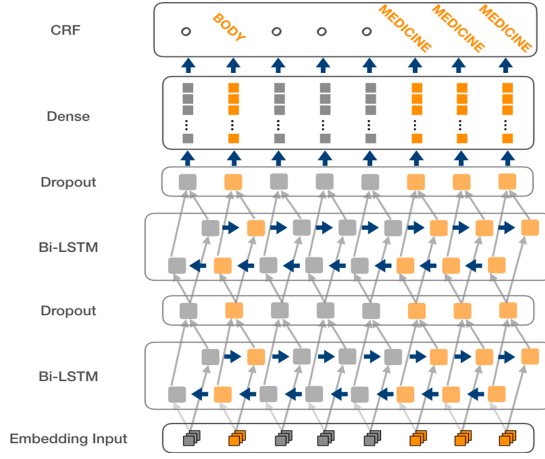 CRF
O BODY O O O MEDICINE MEDICINE MEDICINE
Dense
Dropout
Bi-LSTM
Dropout
Bi-LSTM
Embedding Input